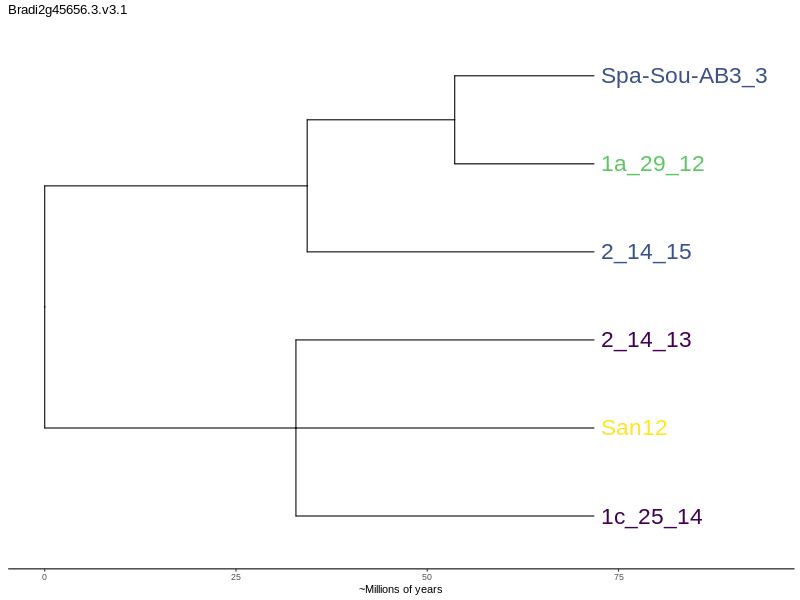 Bradi2g45656.3.v3.1
Spa-Sou-AB3_3
1a_29_12
2_14_15
2_14_13
San12
1c_25_14
0 25 50 75
~Millions of years